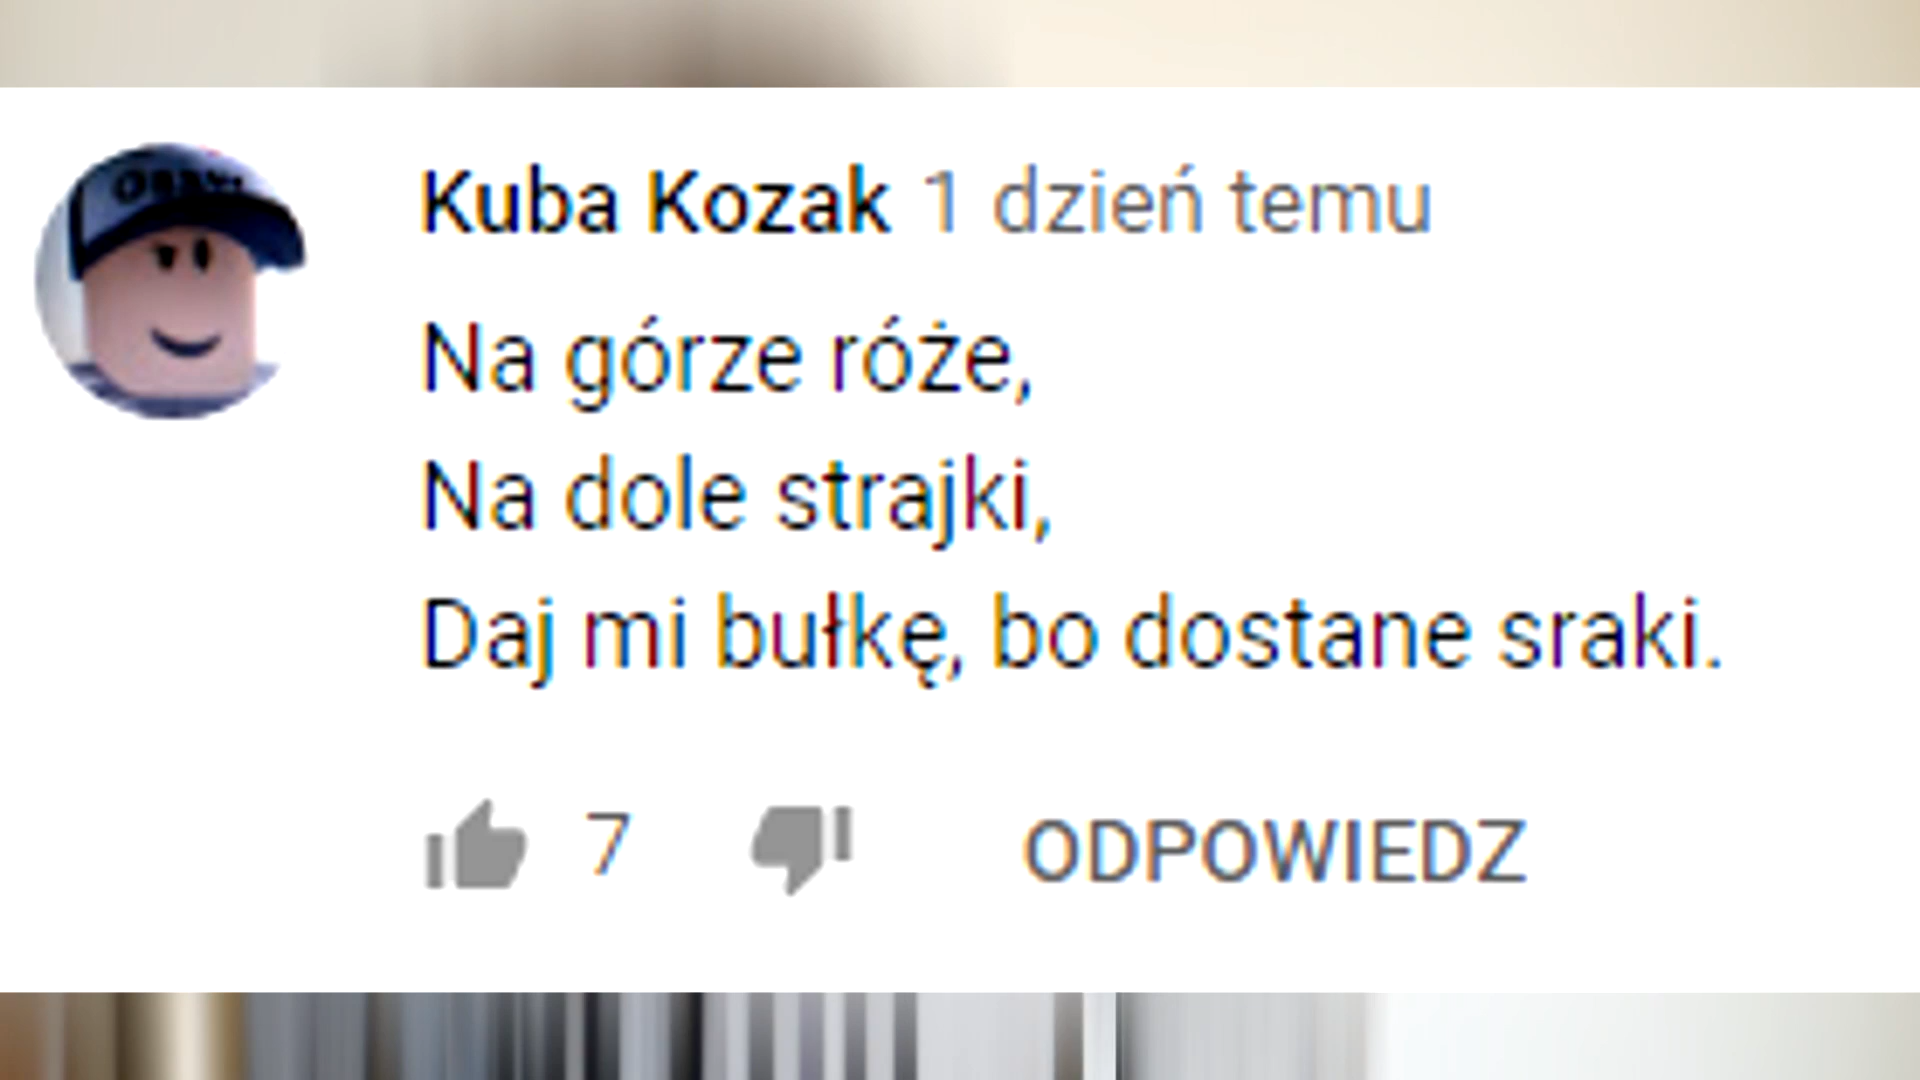 Kuba Kozak 1 dzień temu
Na górze róże,
Na dole strajki,
Daj mi bułkę, bo dostane sraki.
7 ODPOWIEDZ